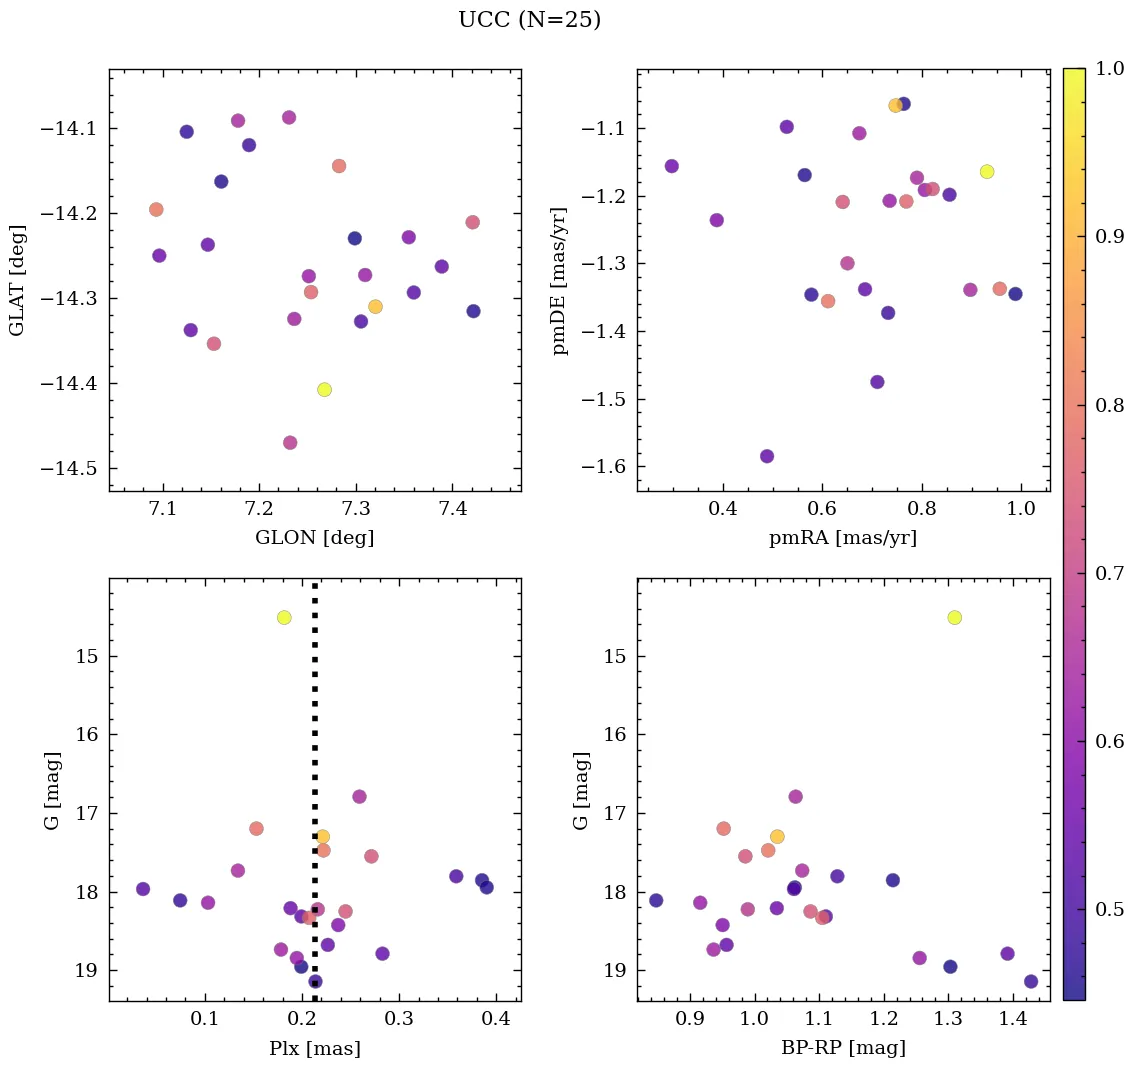 UCC (N=25)
−14.1
−14.2
−14.3
−14.4
−14.5
GLAT [deg]
7.1 7.2 7.3 7.4
GLON [deg]
−1.1
−1.2
−1.3
−1.4
−1.5
−1.6
pmDE [mas/yr]
0.4 0.6 0.8 1.0
pmRA [mas/yr]
15
16
17
18
19
G [mag]
0.1 0.2 0.3 0.4
Plx [mas]
15
16
17
18
19
G [mag]
0.9 1.0 1.1 1.2 1.3 1.4
BP-RP [mag]
1.0
0.9
0.8
0.7
0.6
0.5